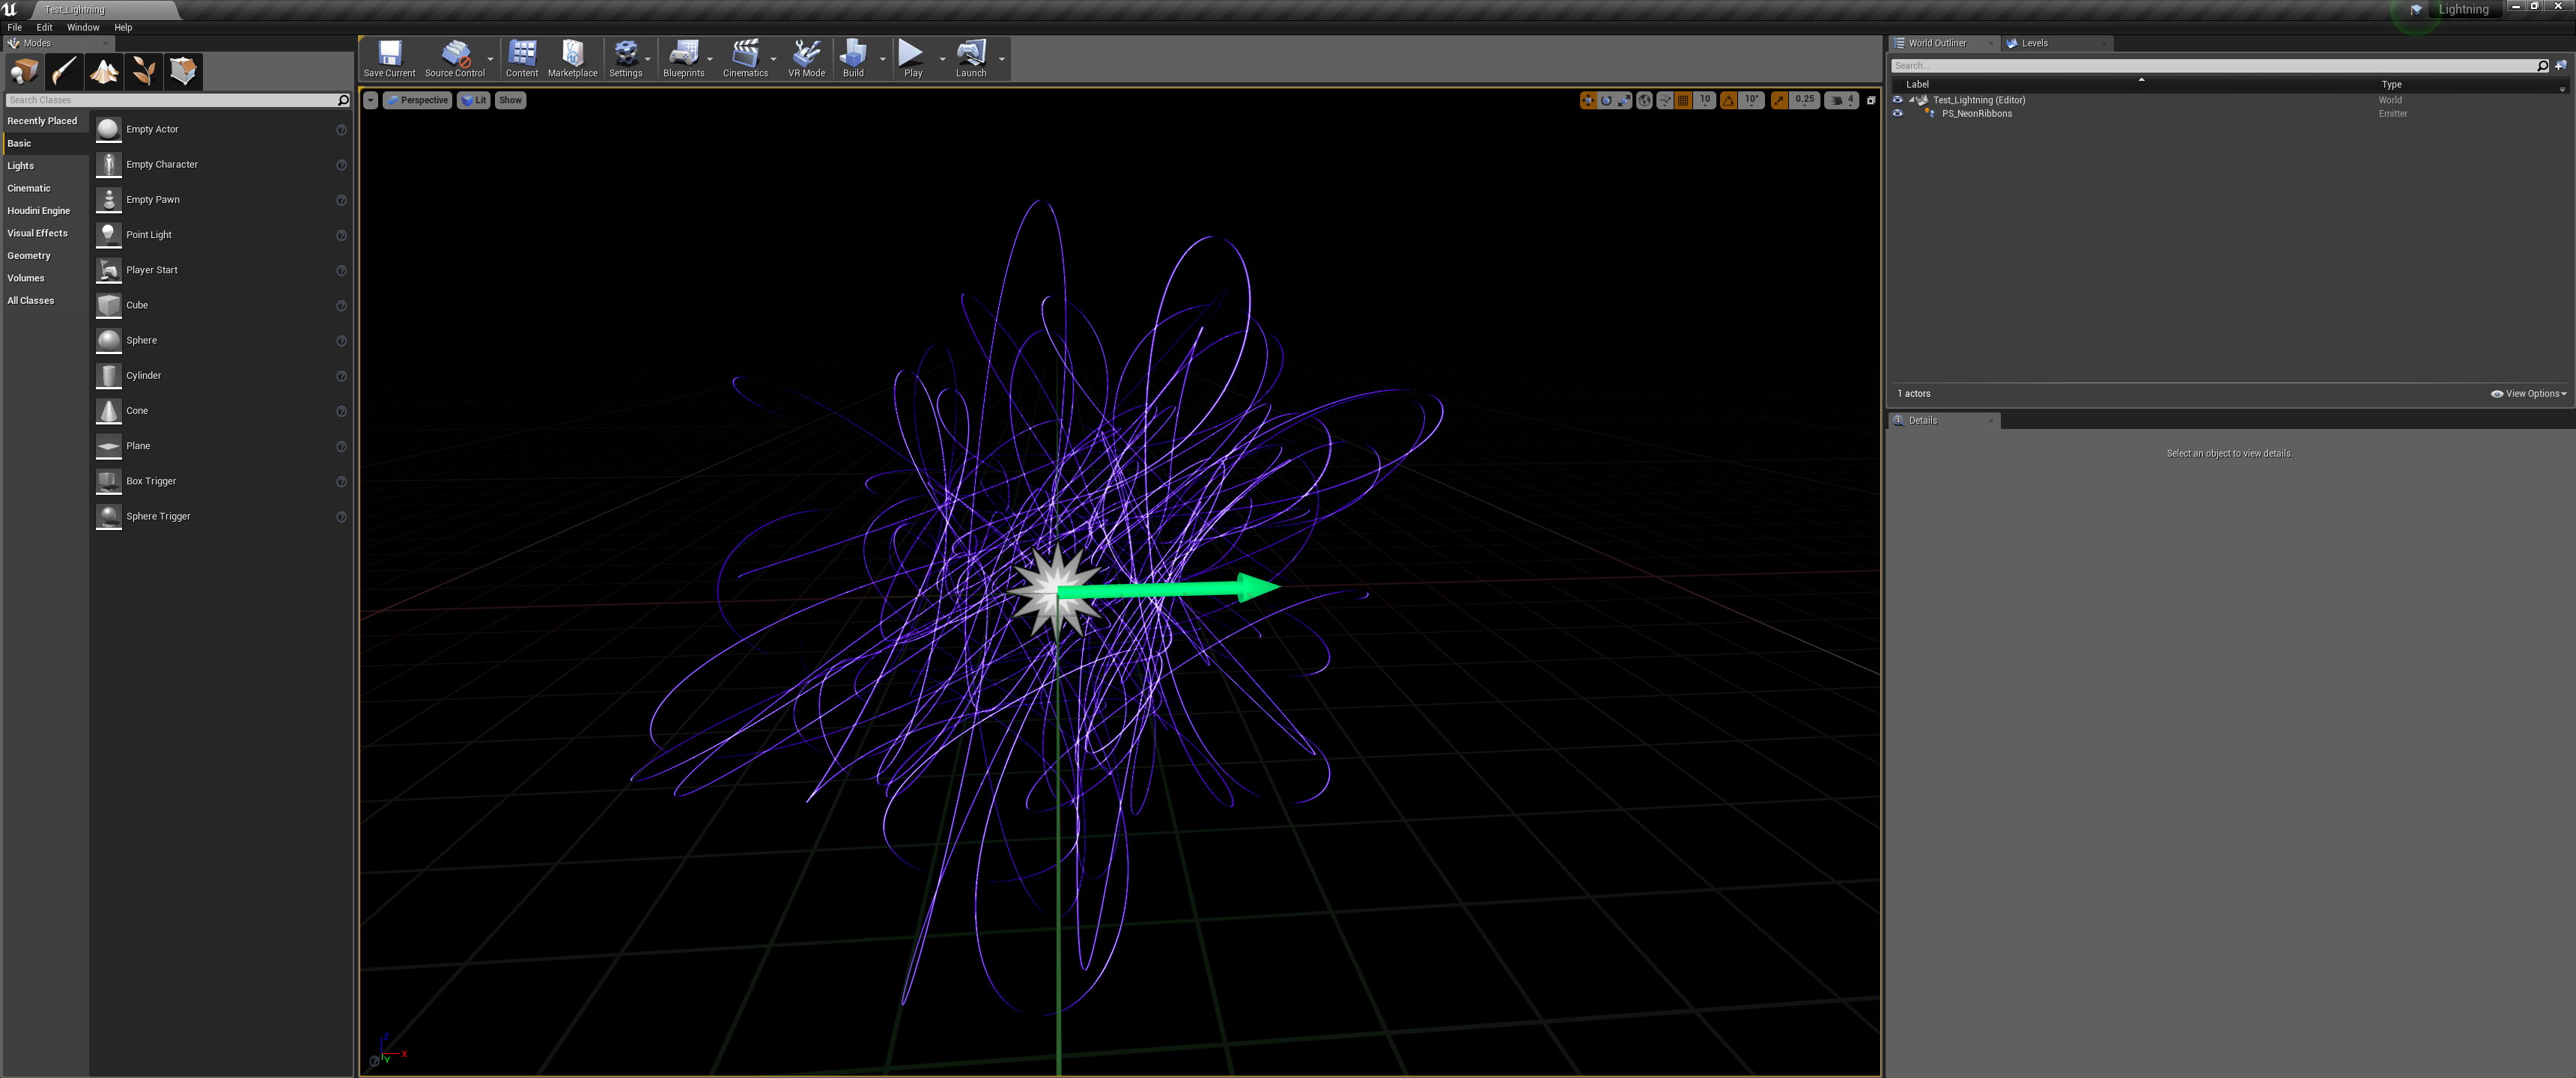 Test_Lightning
Lightning
File Edit Window Help
Modes
Search Classes
Recently Placed
Basic
Lights
Cinematic
Houdini Engine
Visual Effects
Geometry
Volumes
All Classes
Empty Actor
Empty Character
Empty Pawn
Point Light
Player Start
Cube
Sphere
Cylinder
Cone
Plane
Box Trigger
Sphere Trigger
Save Current Source Control Content Marketplace Settings Blueprints Cinematics VR Mode Build Play Launch
Perspective Lit Show
10 10° 0.25 4
Z
X
Y
World Outliner Levels
Search...
Label Type
Test_Lightning (Editor) World
PS_NeonRibbons Emitter
1 actors View Options
Details
Select an object to view details.